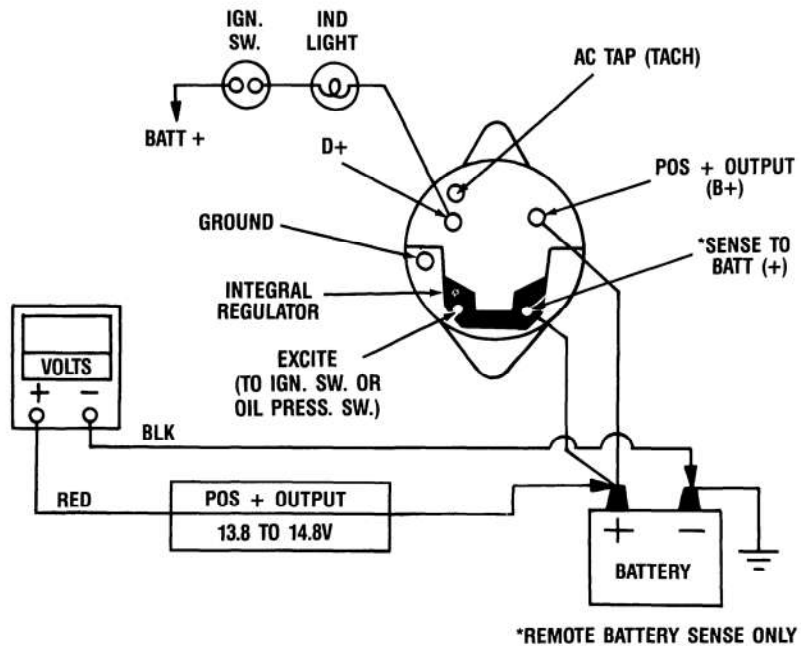 IGN.
SW.
IND
LIGHT
AC TAP (TACH)
BATT +
D+
POS + OUTPUT
(B+)
GROUND
*SENSE TO
BATT (+)
INTEGRAL
REGULATOR
VOLTS
+ −
EXCITE
(TO IGN. SW. OR
OIL PRESS. SW.)
BLK
RED
POS + OUTPUT
13.8 TO 14.8V
+ −
BATTERY
*REMOTE BATTERY SENSE ONLY